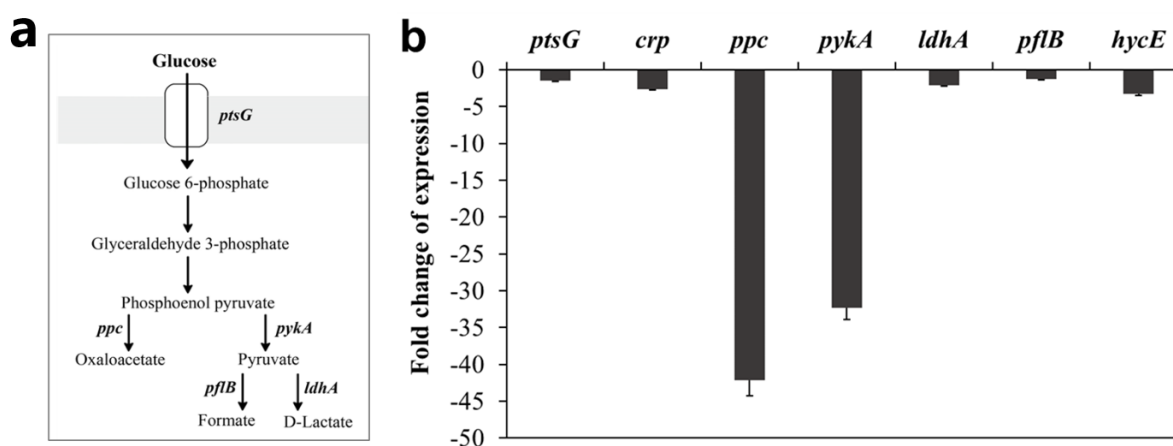 a
Glucose
ptsG
Glucose 6-phosphate
Glyceraldehyde 3-phosphate
Phosphoenol pyruvate
ppc
pykA
Oxaloacetate
Pyruvate
pflB
ldhA
Formate
D-Lactate
b
ptsG crp ppc pykA ldhA pflB hycE
Fold change of expression
0
-5
-10
-15
-20
-25
-30
-35
-40
-45
-50